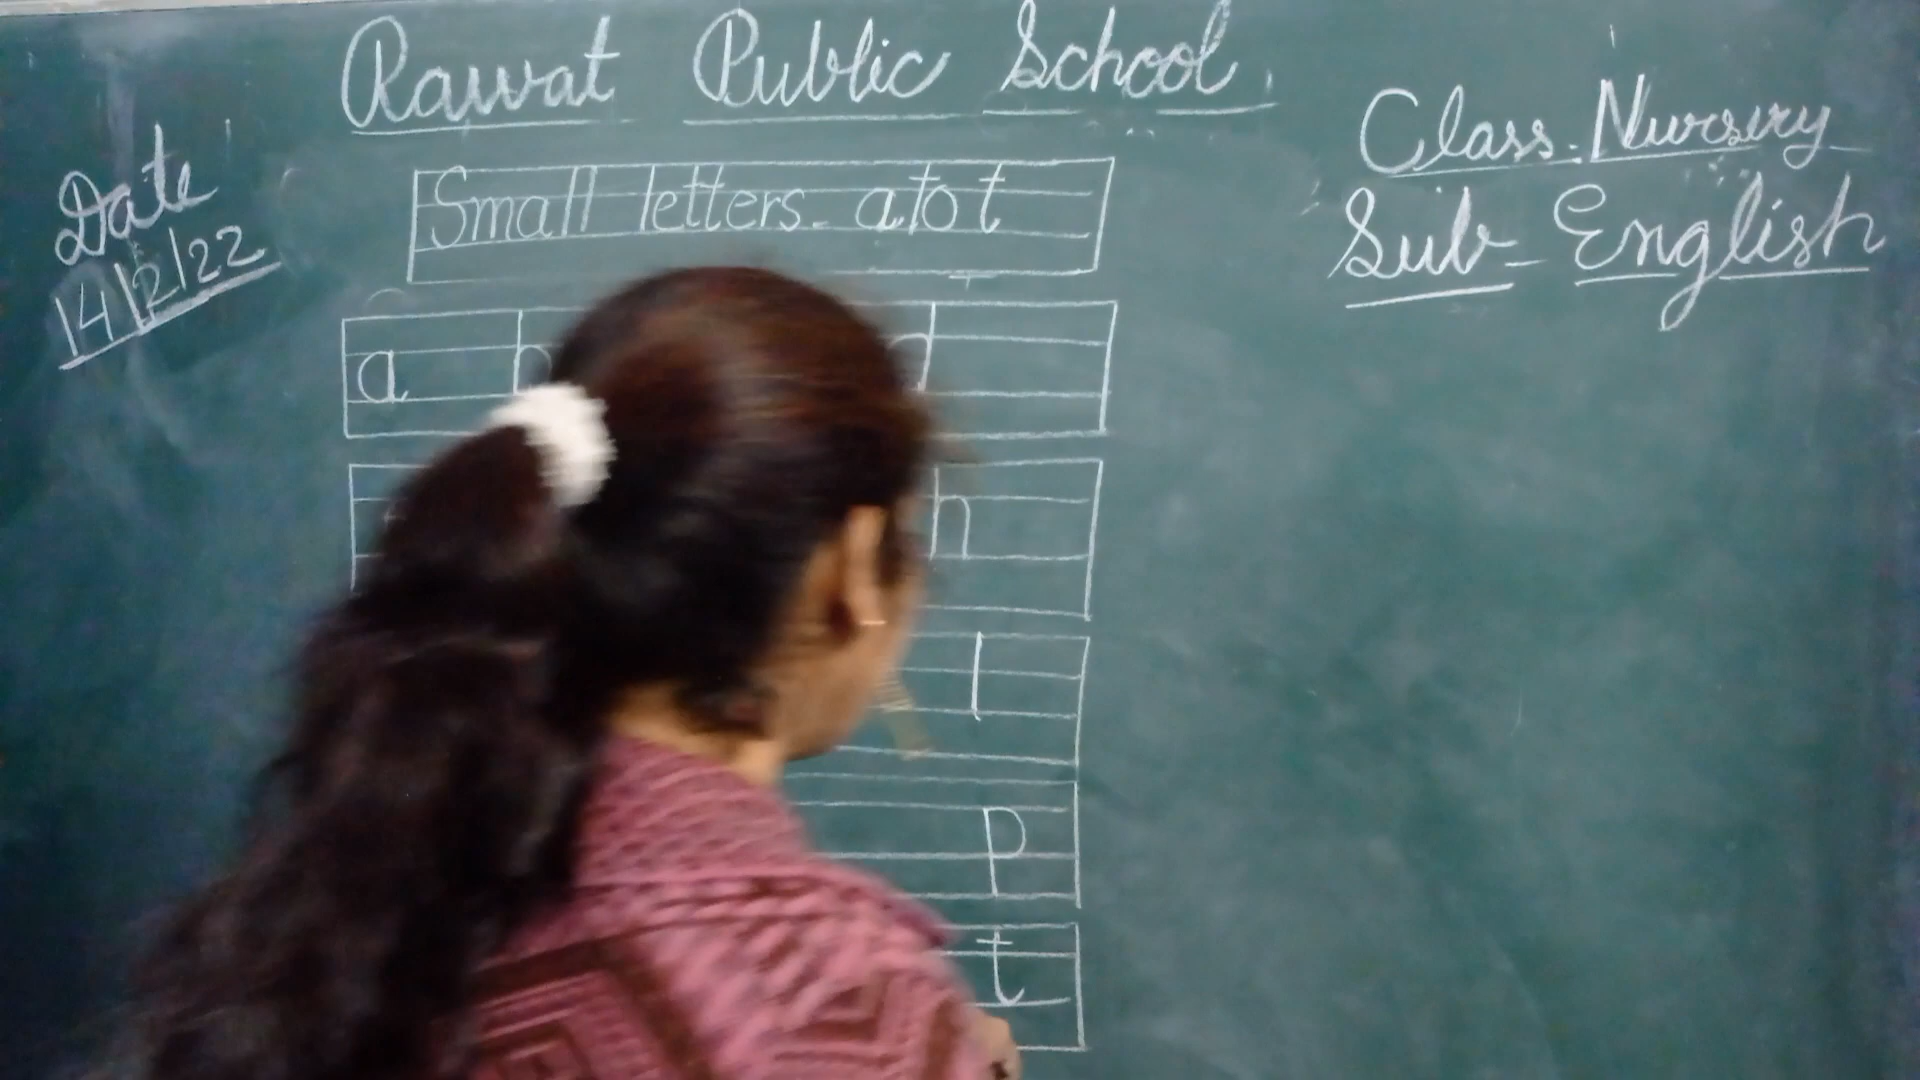 Rawat Public School
Date
14/12/22
Class. Nursery
Sub - English
Small letters - a to t
a b d
h
l
p
t